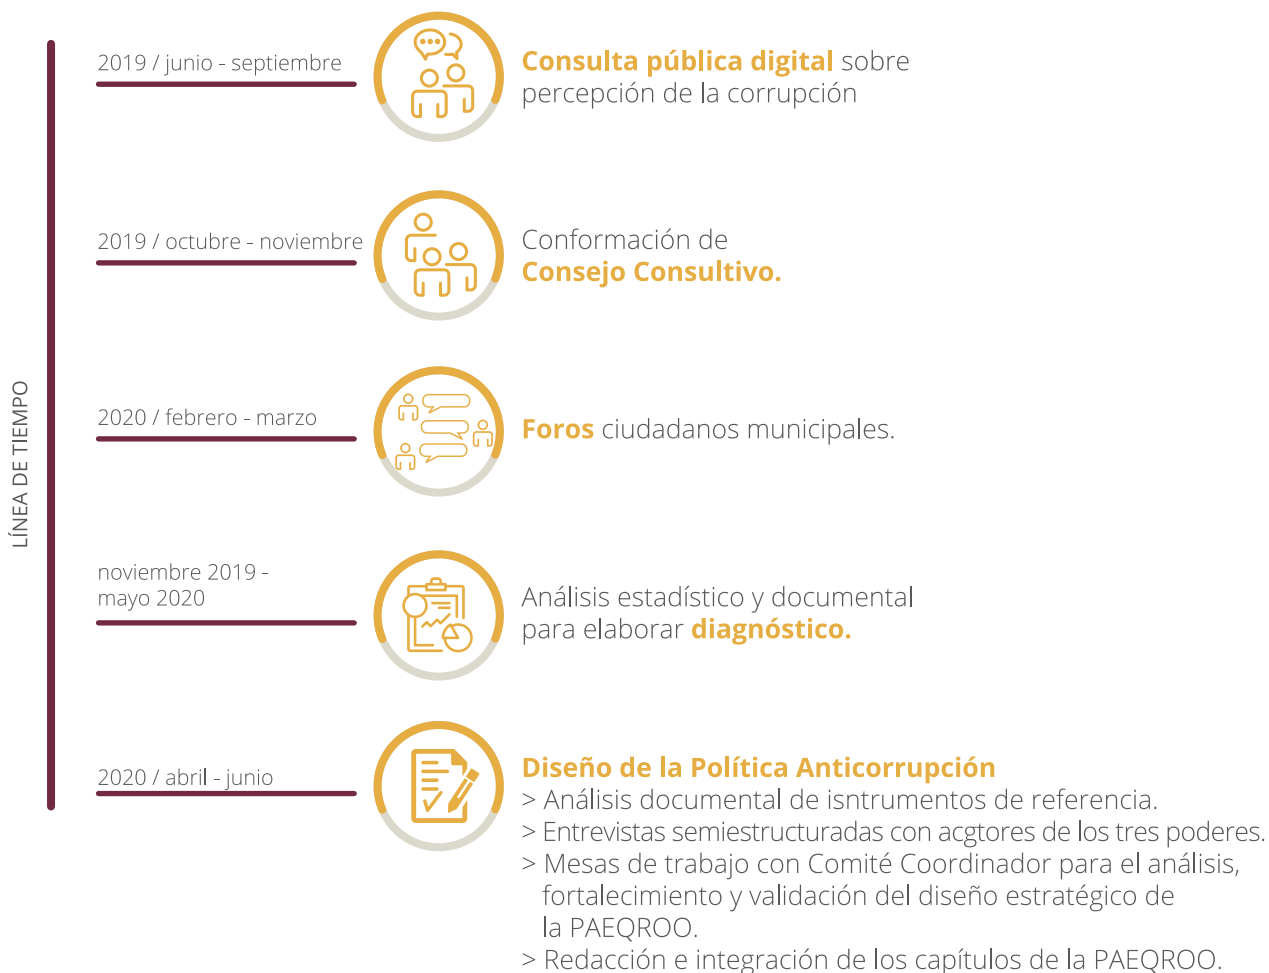 LÍNEA DE TIEMPO
2019 / junio - septiembre
Consulta pública digital sobre
percepción de la corrupción
2019 / octubre - noviembre
Conformación de
Consejo Consultivo.
2020 / febrero - marzo
Foros ciudadanos municipales.
noviembre 2019 -
mayo 2020
Análisis estadístico y documental
para elaborar diagnóstico.
2020 / abril - junio
Diseño de la Política Anticorrupción
> Análisis documental de isntrumentos de referencia.
> Entrevistas semiestructuradas con acgtores de los tres poderes.
> Mesas de trabajo con Comité Coordinador para el análisis,
fortalecimiento y validación del diseño estratégico de
la PAEQROO.
> Redacción e integración de los capítulos de la PAEQROO.